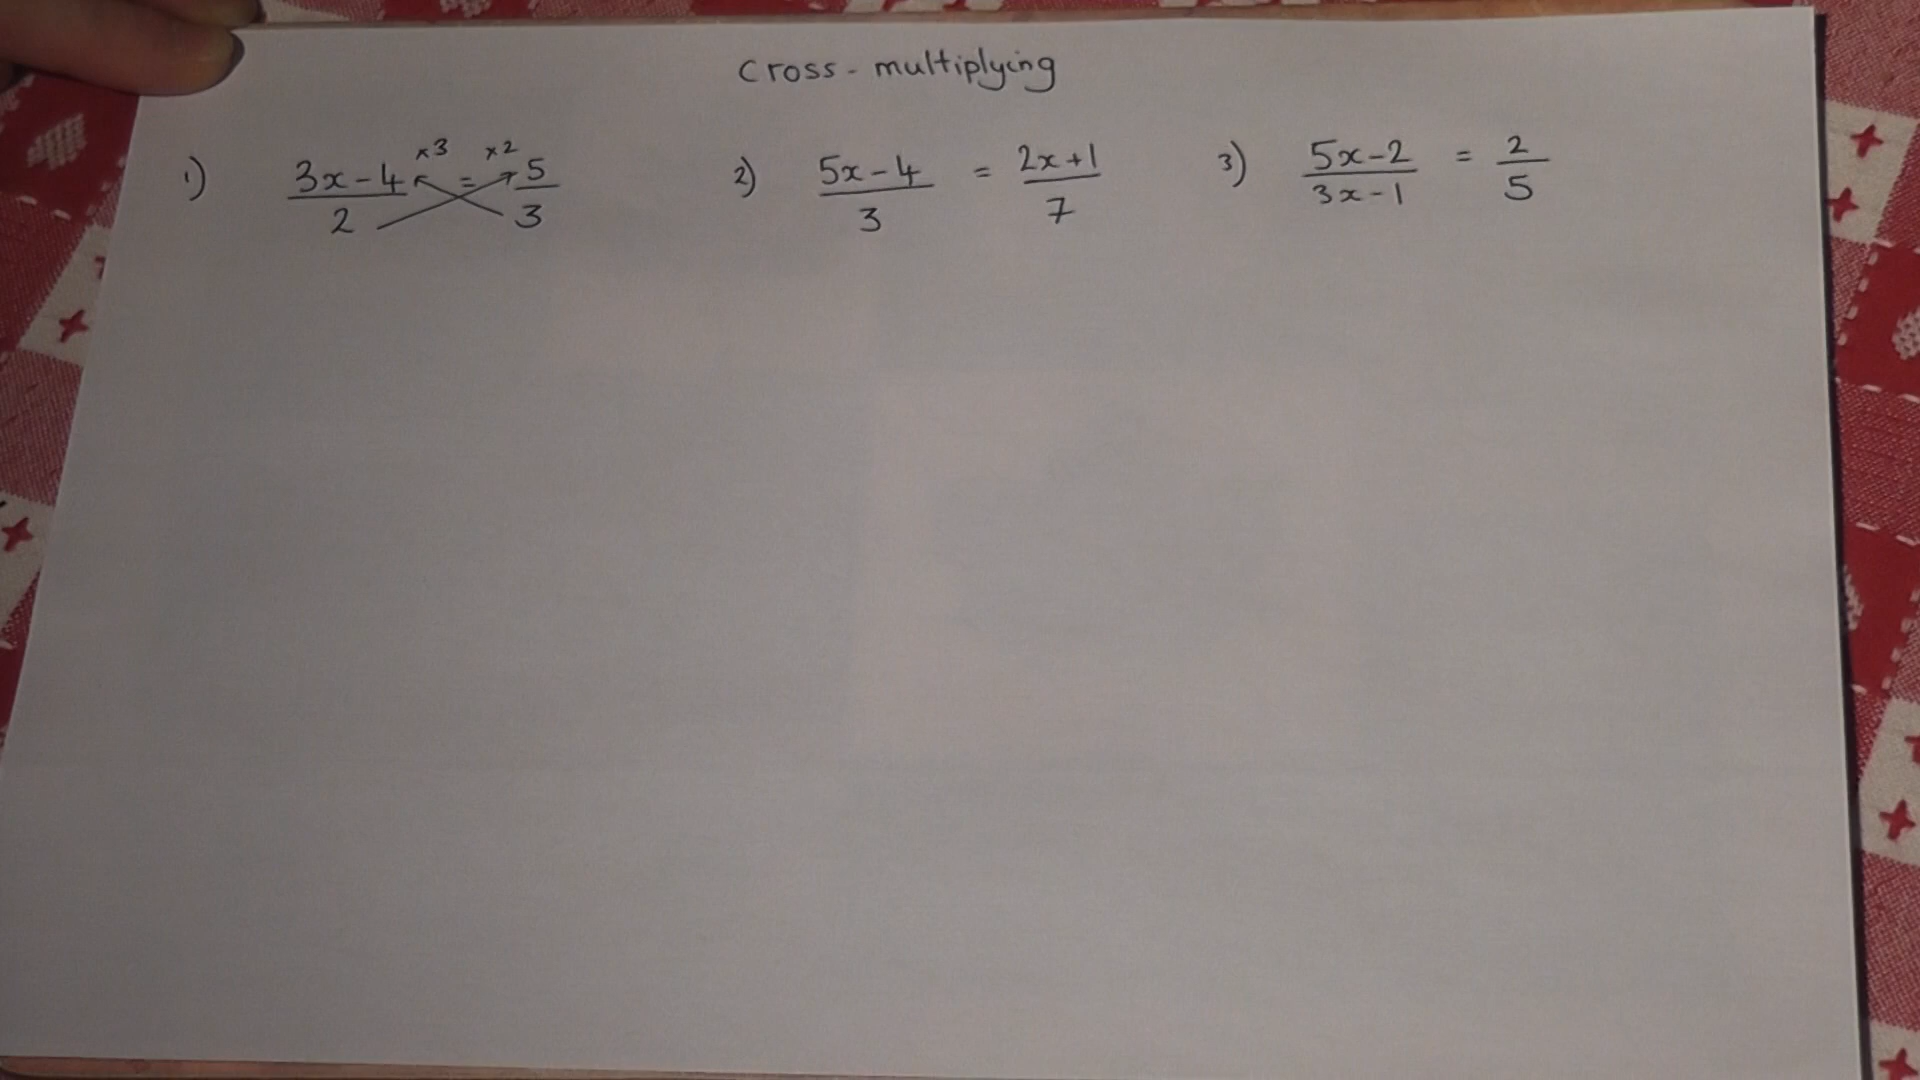 Cross-multiplying
1) 3x-4 ×3 = ×2 5 2) 5x-4 = 2x+1 3) 5x-2 = 2
2 3 3 7 3x-1 5